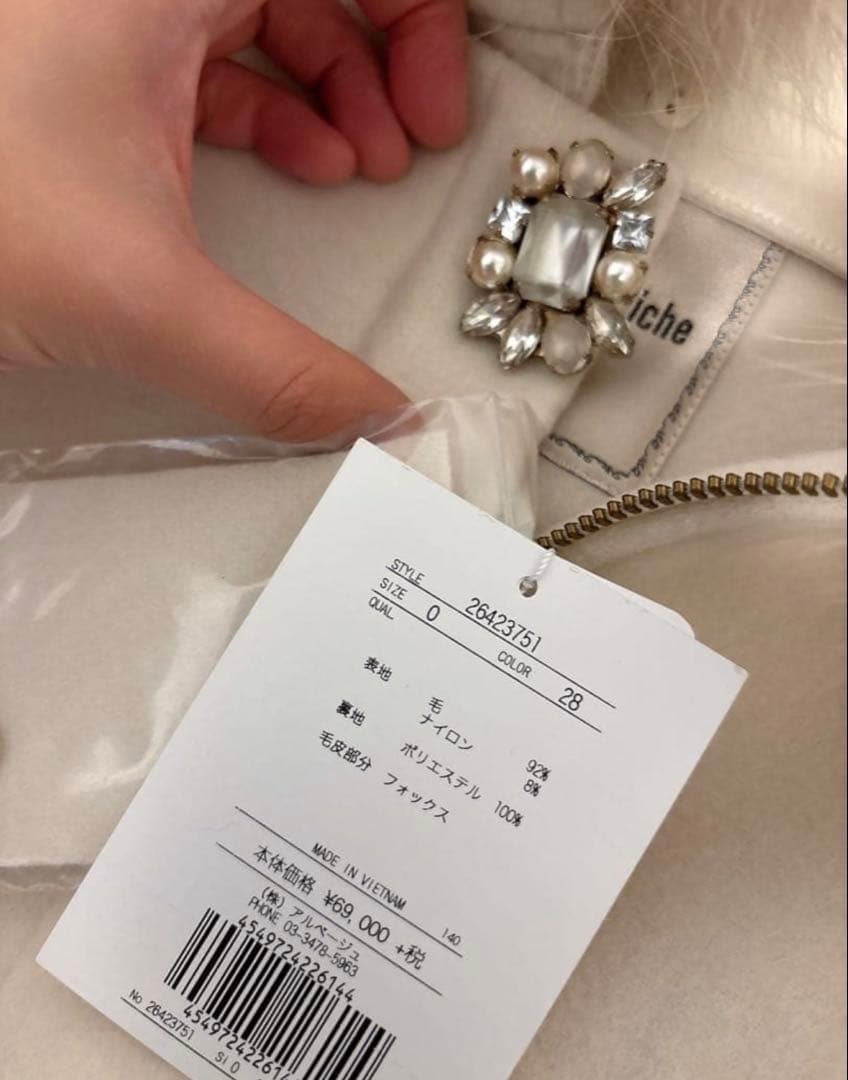 iche
STYLE 26423751
SIZE 0 COLOR 28
QUAL
表地 毛 92%
ナイロン 8%
裏地 ポリエステル 100%
毛皮部分 フォックス
MADE IN VIETNAM
140
本体価格 ¥69,000 +税
(株) アルページュ
PHONE 03-3478-5963
4549724226144
No 26423751 SI 0